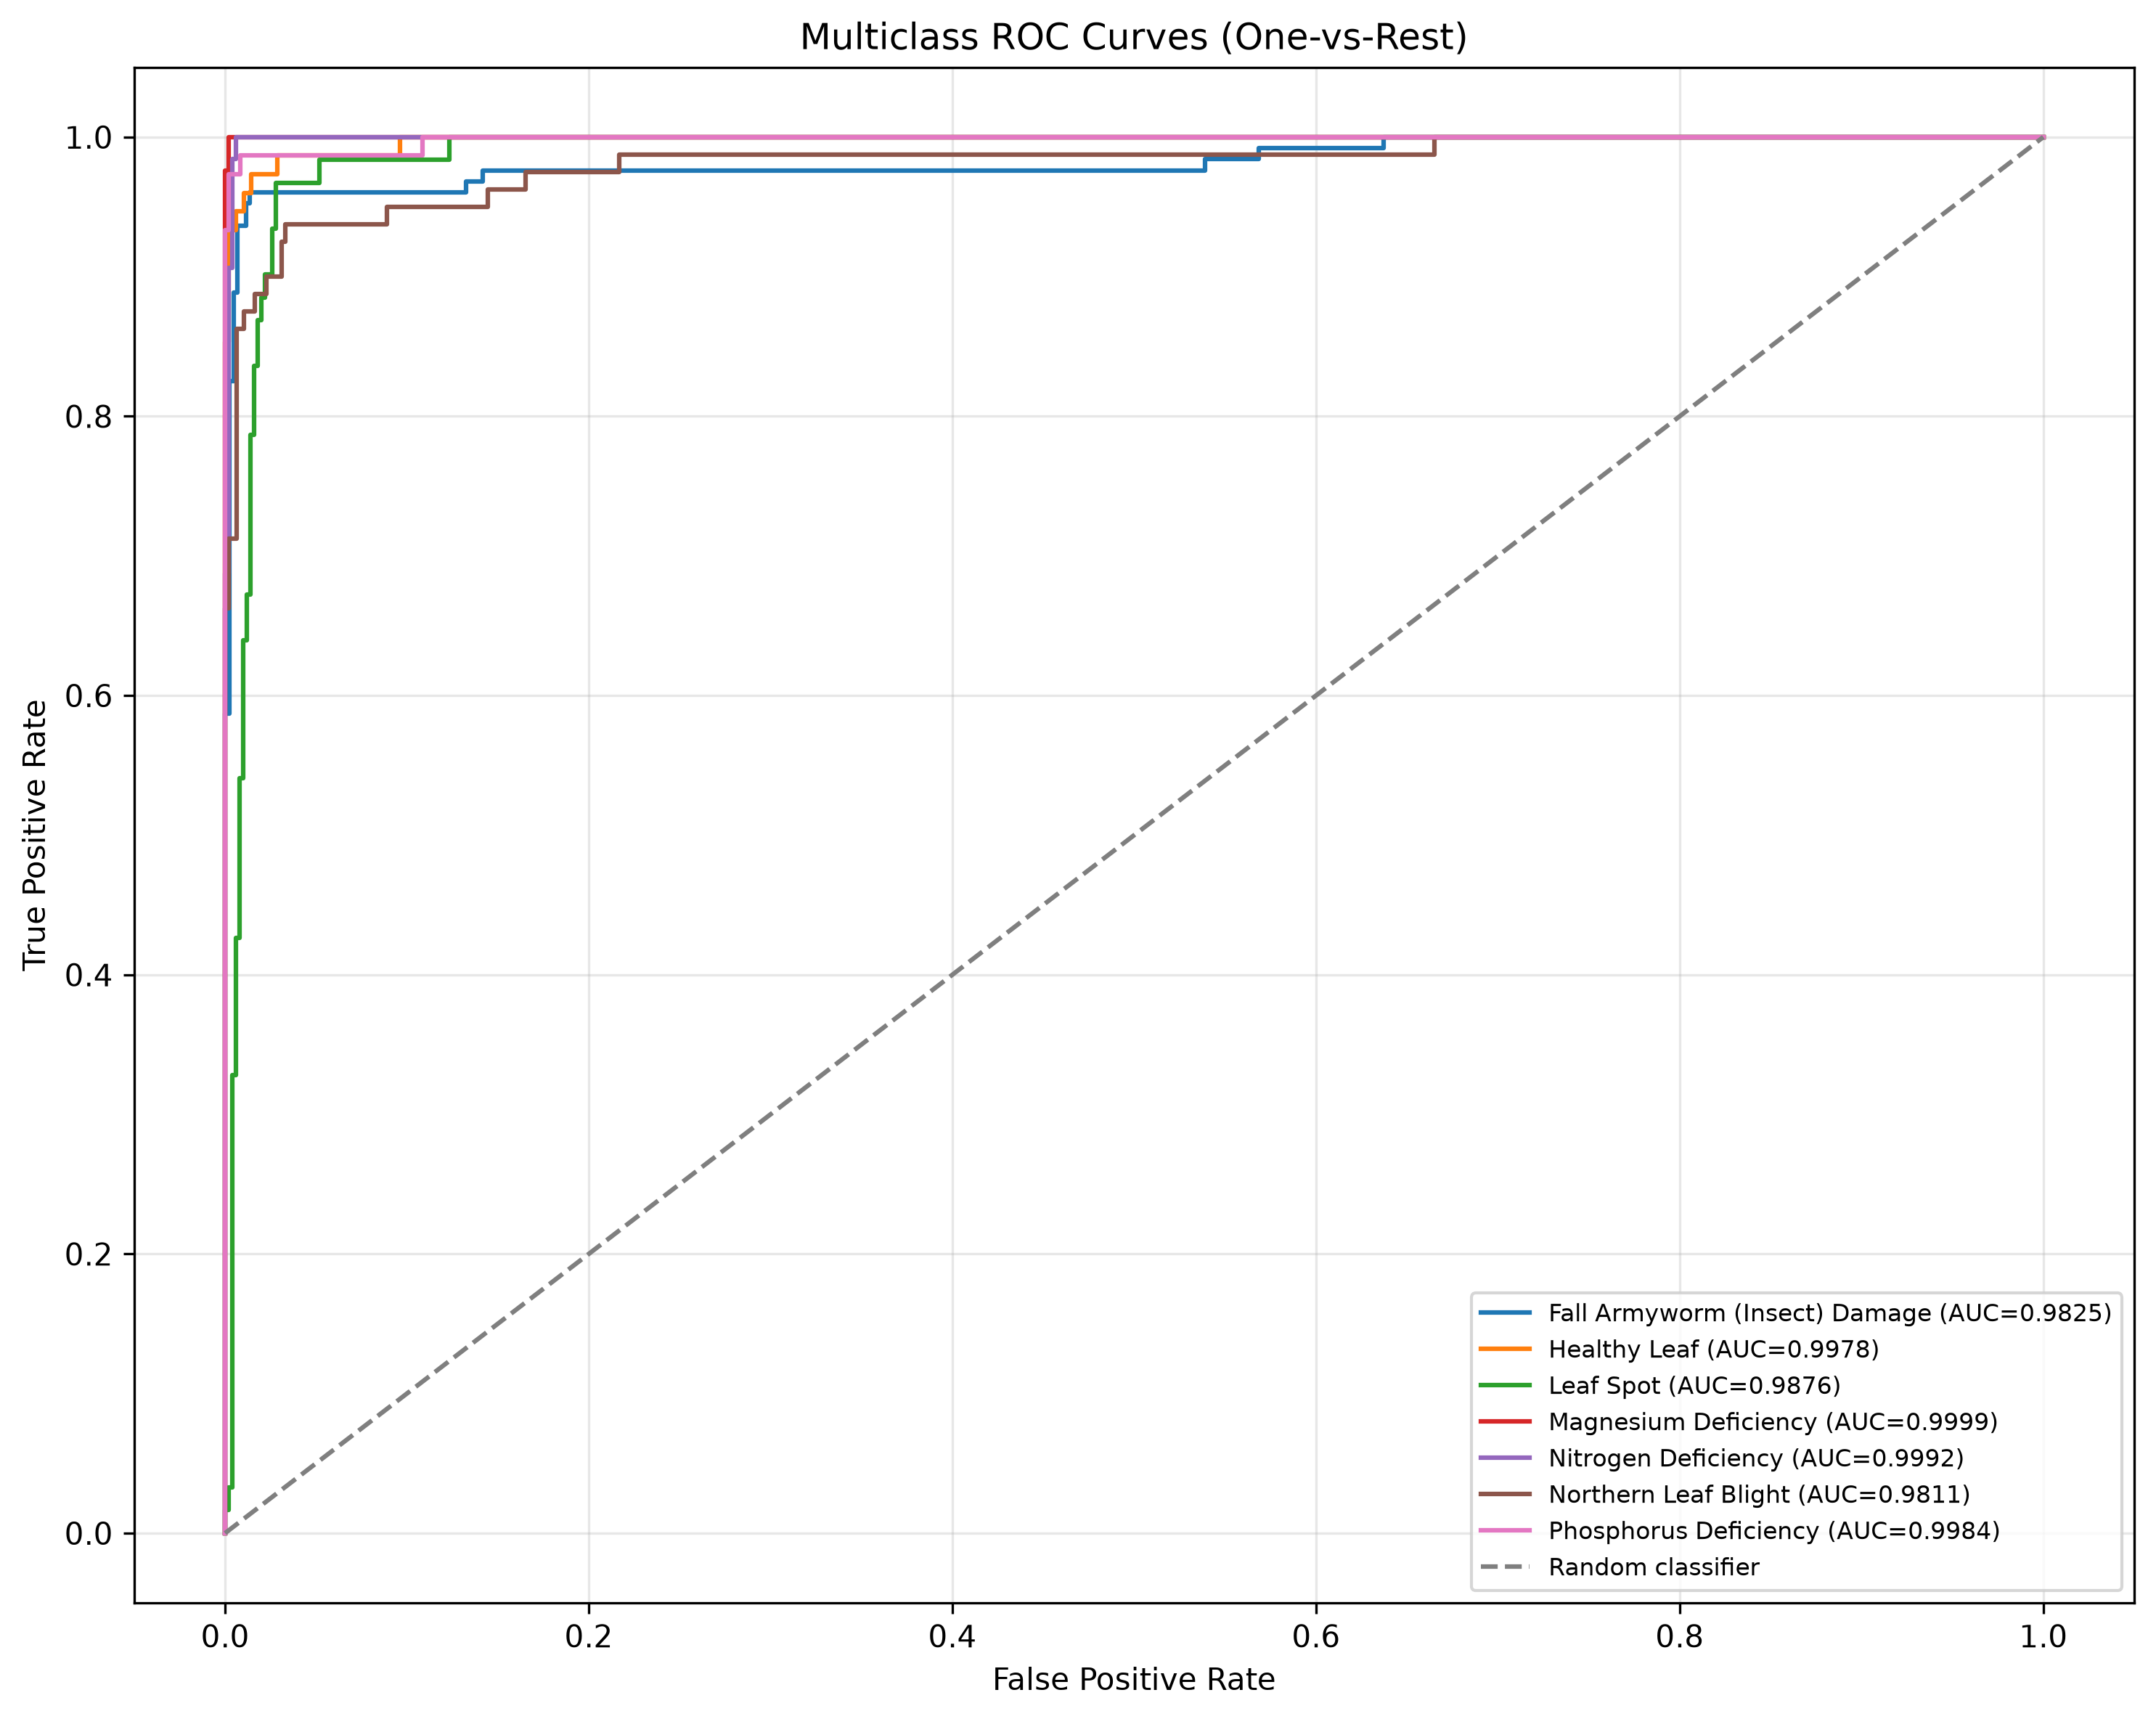 Multiclass ROC Curves (One-vs-Rest)
True Positive Rate
1.0
0.8
0.6
0.4
0.2
0.0
0.0
0.2
0.4
0.6
0.8
1.0
False Positive Rate
Fall Armyworm (Insect) Damage (AUC=0.9825)
Healthy Leaf (AUC=0.9978)
Leaf Spot (AUC=0.9876)
Magnesium Deficiency (AUC=0.9999)
Nitrogen Deficiency (AUC=0.9992)
Northern Leaf Blight (AUC=0.9811)
Phosphorus Deficiency (AUC=0.9984)
Random classifier